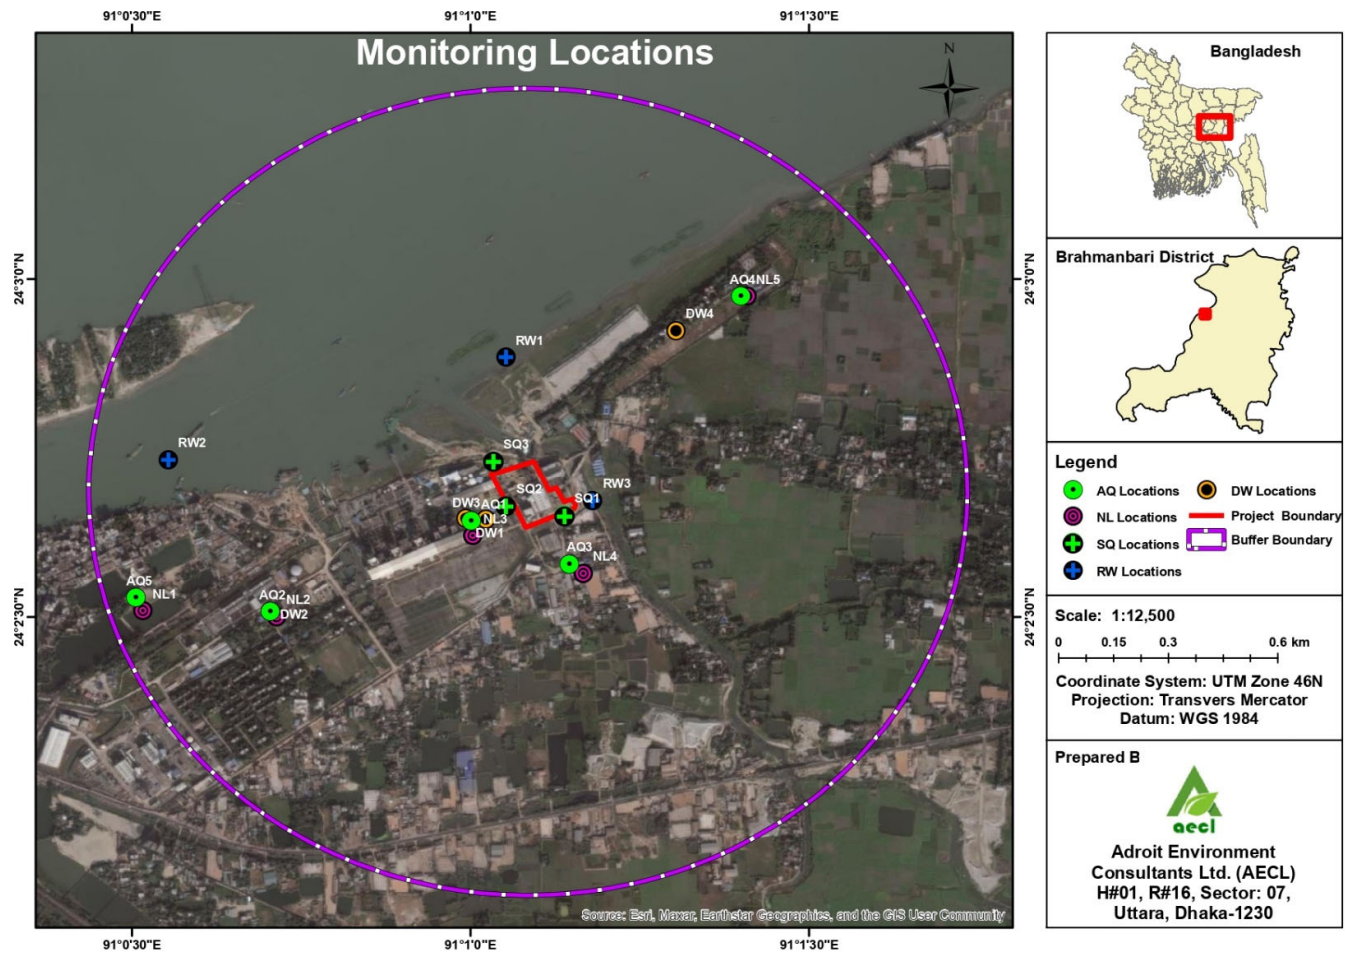 91°0'30"E
91°1'0"E
91°1'30"E
Monitoring Locations
N
24°3'0"N
24°3'0"N
AQ4NL5
DW4
RW1
RW2
SQ3
SQ2
RW3
SQ1
DW3 AQ1
NL3
DW1
AQ3
NL4
AQ5
NL1
AQ2 NL2
DW2
24°2'30"N
24°2'30"N
Source: Esri, Maxar, Earthstar Geographics, and the GIS User Community
91°0'30"E
91°1'0"E
91°1'30"E
Bangladesh
Brahmanbari District
Legend
AQ Locations
DW Locations
NL Locations
Project Boundary
SQ Locations
Buffer Boundary
RW Locations
Scale: 1:12,500
0 0.15 0.3 0.6 km
Coordinate System: UTM Zone 46N
Projection: Transvers Mercator
Datum: WGS 1984
Prepared B
aecl
Adroit Environment
Consultants Ltd. (AECL)
H#01, R#16, Sector: 07,
Uttara, Dhaka-1230